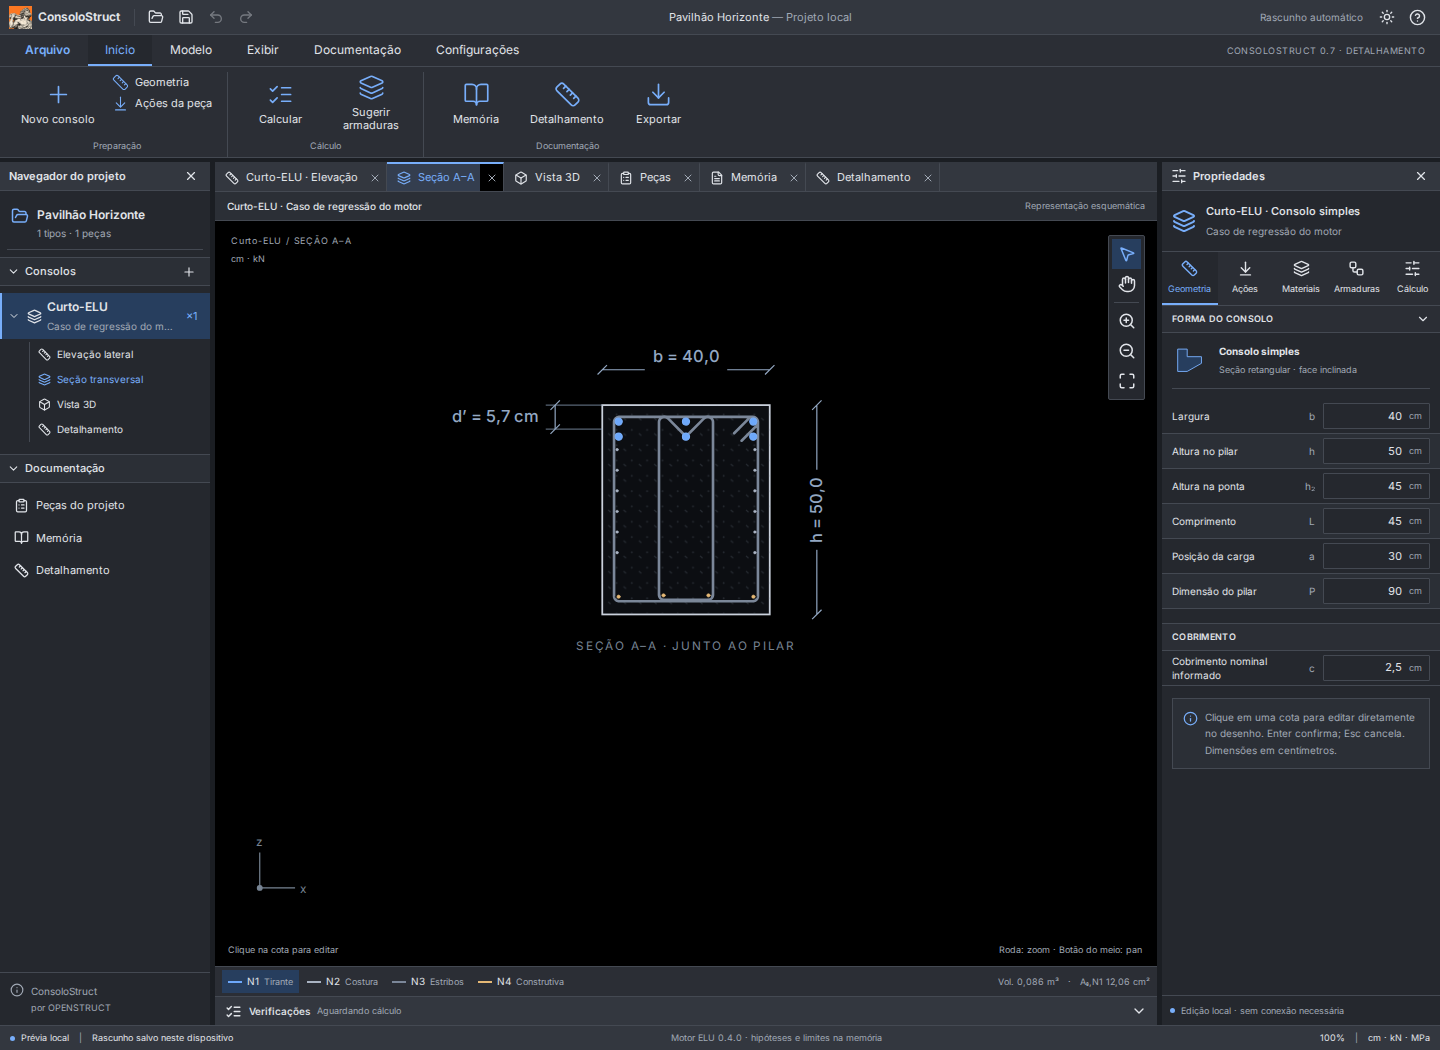 ConsoloStruct
Pavilhão Horizonte — Projeto local
Rascunho automático
Arquivo
Início
Modelo
Exibir
Documentação
Configurações
CONSOLOSTRUCT 0.7 · DETALHAMENTO
Novo consolo
Geometria
Ações da peça
Preparação
Calcular
Sugerir
armaduras
Cálculo
Memória
Detalhamento
Exportar
Documentação
Navegador do projeto
Pavilhão Horizonte
1 tipos · 1 peças
Consolos
Curto-ELU
Caso de regressão do m...
×1
Elevação lateral
Seção transversal
Vista 3D
Detalhamento
Documentação
Peças do projeto
Memória
Detalhamento
ConsoloStruct
por OPENSTRUCT
Curto-ELU · Elevação
Seção A–A
Vista 3D
Peças
Memória
Detalhamento
Curto-ELU · Caso de regressão do motor
Representação esquemática
Curto-ELU / SEÇÃO A–A
cm · kN
b = 40,0
d' = 5,7 cm
h = 50,0
SEÇÃO A–A · JUNTO AO PILAR
z
x
Clique na cota para editar
Roda: zoom · Botão do meio: pan
N1 Tirante
N2 Costura
N3 Estribos
N4 Construtiva
Vol. 0,086 m³ · Aₛ,N1 12,06 cm²
Verificações Aguardando cálculo
Propriedades
Curto-ELU · Consolo simples
Caso de regressão do motor
Geometria
Ações
Materiais
Armaduras
Cálculo
FORMA DO CONSOLO
Consolo simples
Seção retangular · face inclinada
Largura b 40 cm
Altura no pilar h 50 cm
Altura na ponta h₂ 45 cm
Comprimento L 45 cm
Posição da carga a 30 cm
Dimensão do pilar P 90 cm
COBRIMENTO
Cobrimento nominal
informado c 2,5 cm
Clique em uma cota para editar diretamente
no desenho. Enter confirma; Esc cancela.
Dimensões em centímetros.
Edição local · sem conexão necessária
Prévia local
Rascunho salvo neste dispositivo
Motor ELU 0.4.0 · hipóteses e limites na memória
100%
cm · kN · MPa